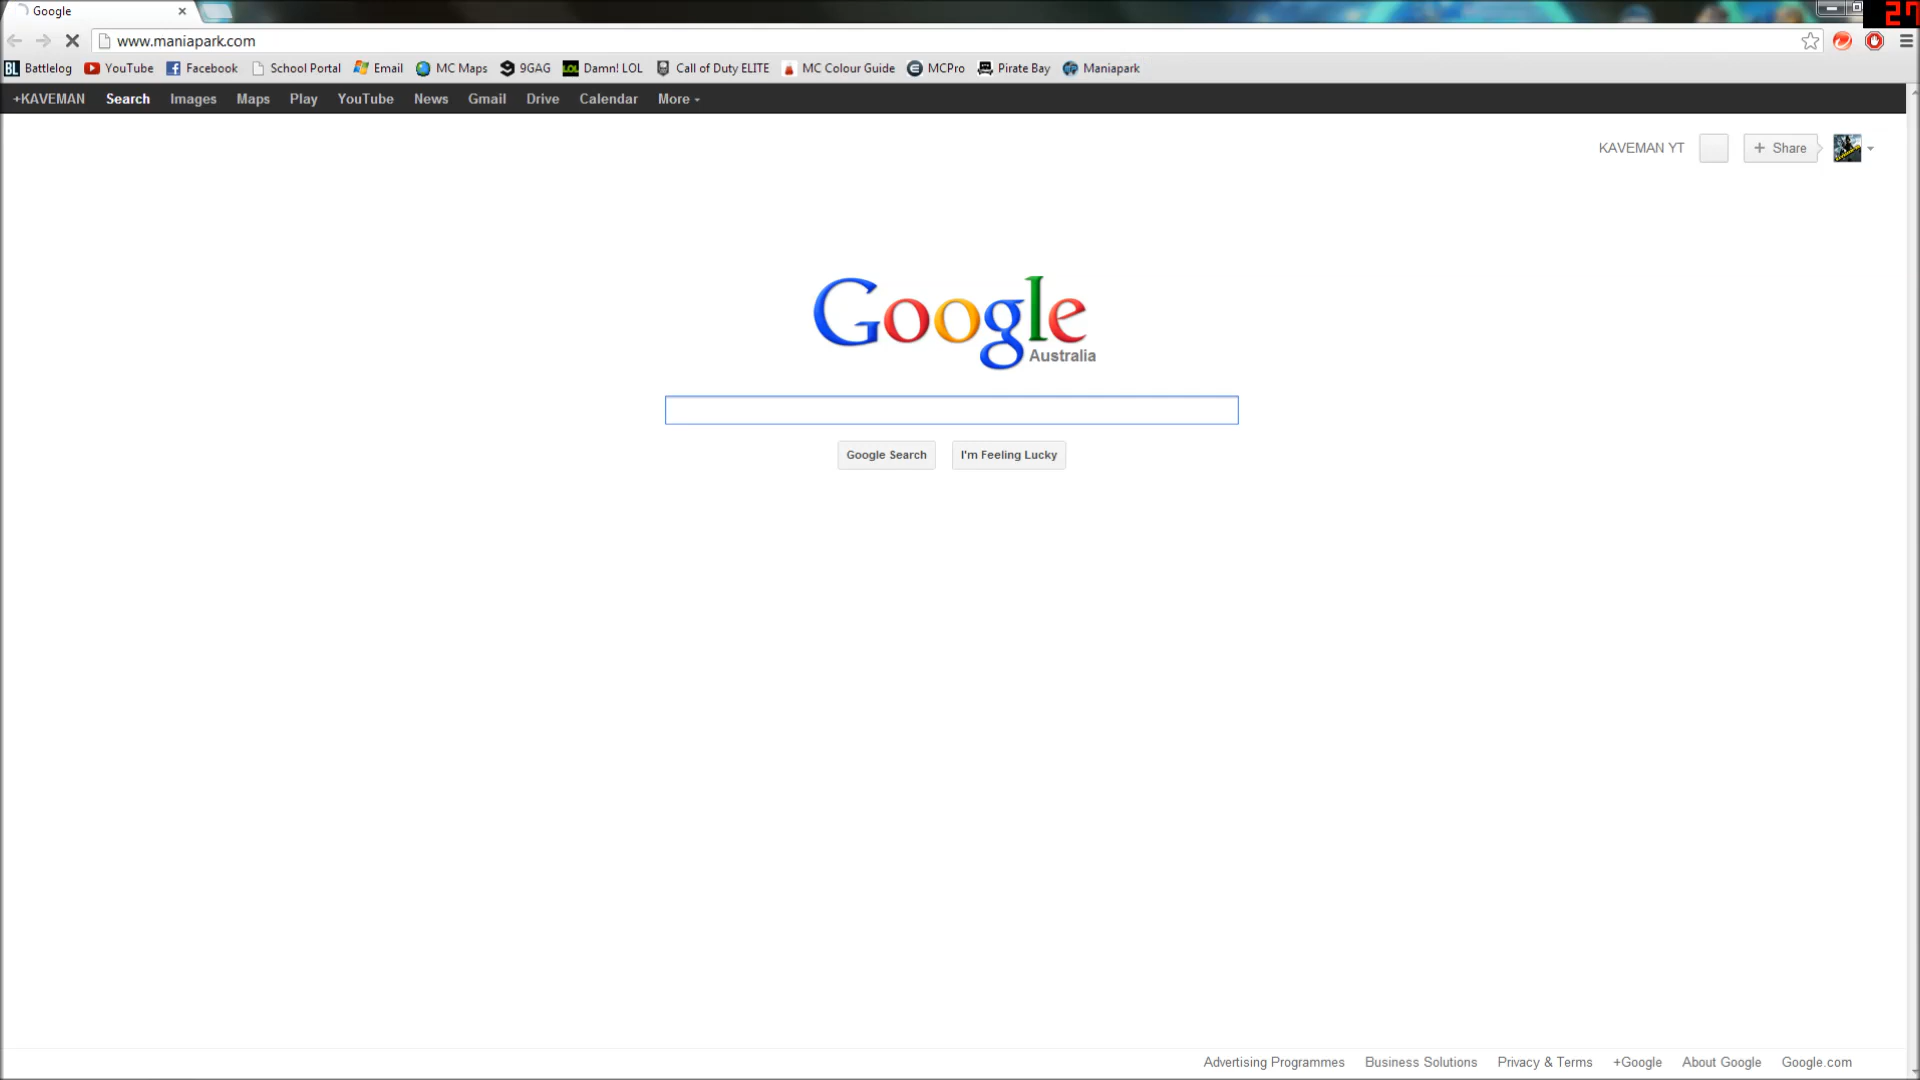 Google
27
www.maniapark.com
BL Battlelog YouTube Facebook School Portal Email MC Maps 9GAG LOL Damn! LOL Call of Duty ELITE MC Colour Guide MCPro Pirate Bay Maniapark
+KAVEMAN Search Images Maps Play YouTube News Gmail Drive Calendar More
KAVEMAN YT + Share
Google
Australia
Google Search I'm Feeling Lucky
Advertising Programmes Business Solutions Privacy & Terms +Google About Google Google.com